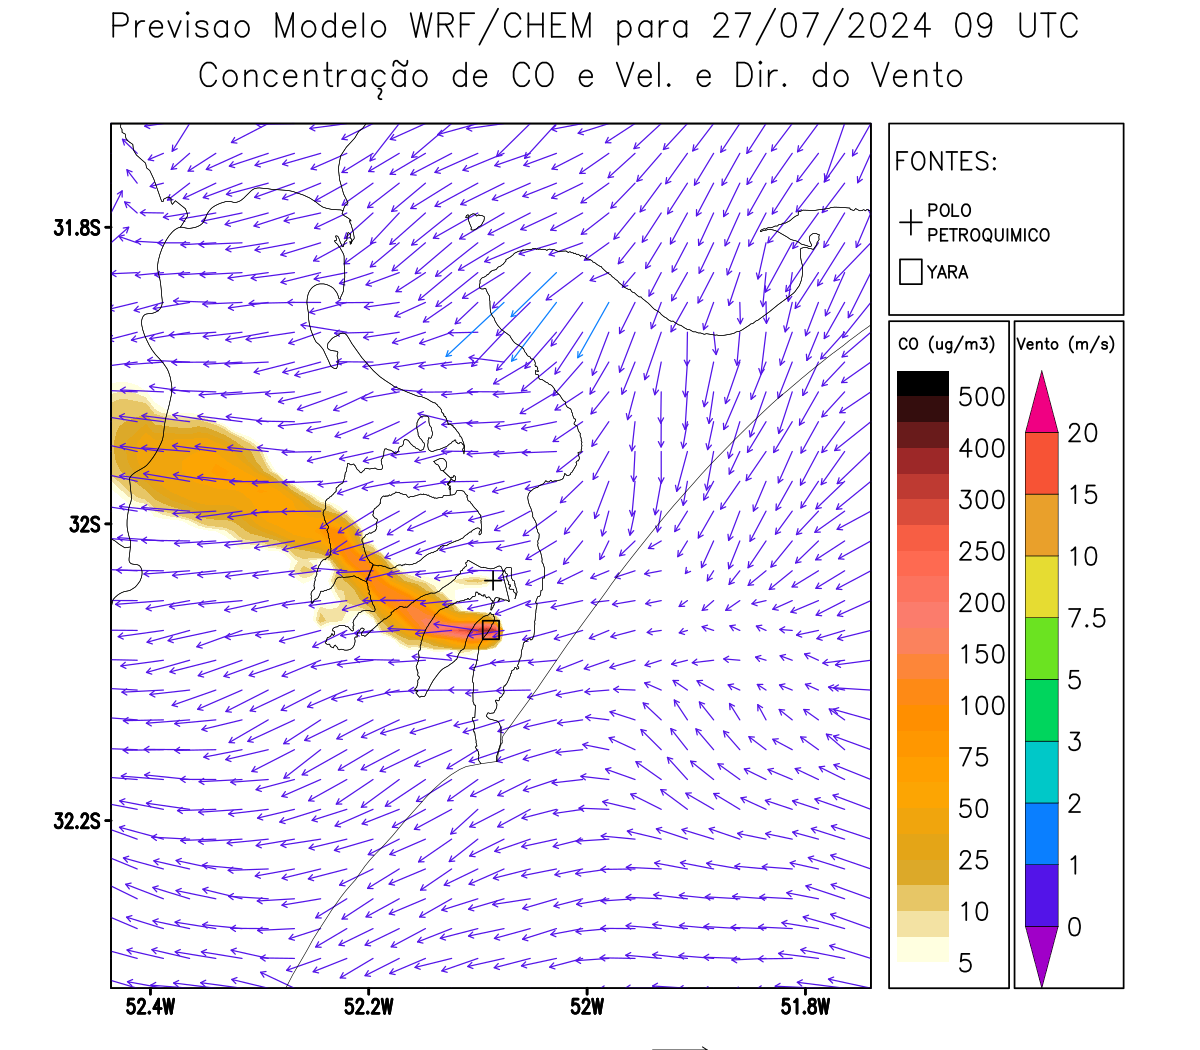 Previsao Modelo WRF/CHEM para 27/07/2024 09 UTC
Concentração de CO e Vel. e Dir. do Vento
FONTES:
POLO
PETROQUIMICO
YARA
31.8S
32S
32.2S
52.4W
52.2W
52W
51.8W
CO (ug/m3)
500
400
300
250
200
150
100
75
50
25
10
5
Vento (m/s)
20
15
10
7.5
5
3
2
1
0